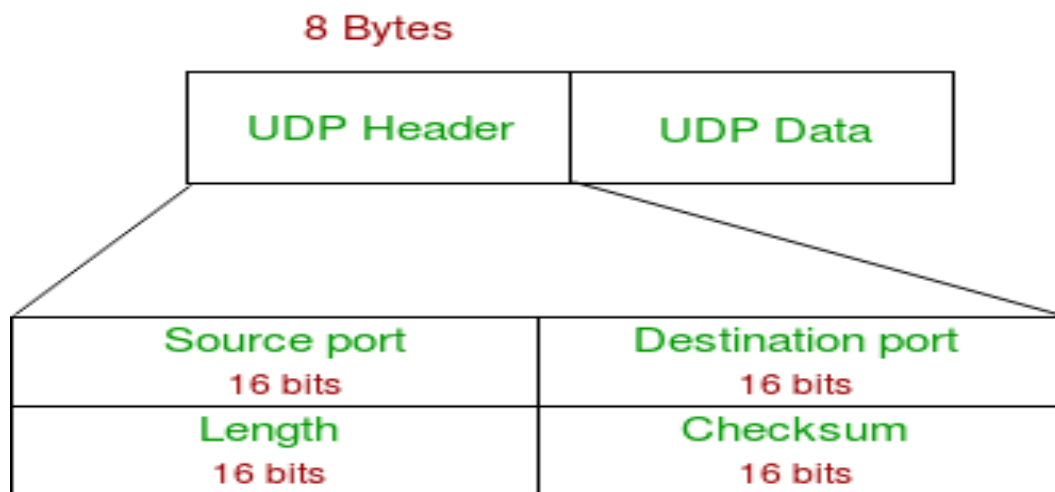 8 Bytes
UDP Header
UDP Data
Source port
16 bits
Destination port
16 bits
Length
16 bits
Checksum
16 bits